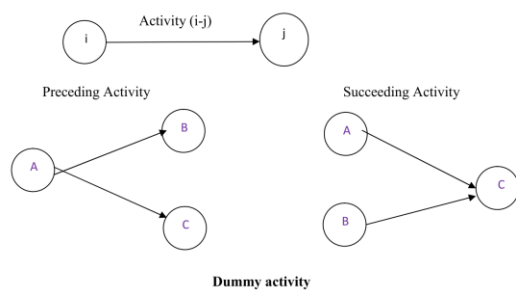 Activity (i-j)
i
j
Preceding Activity
Succeeding Activity
A
B
C
A
B
C
Dummy activity